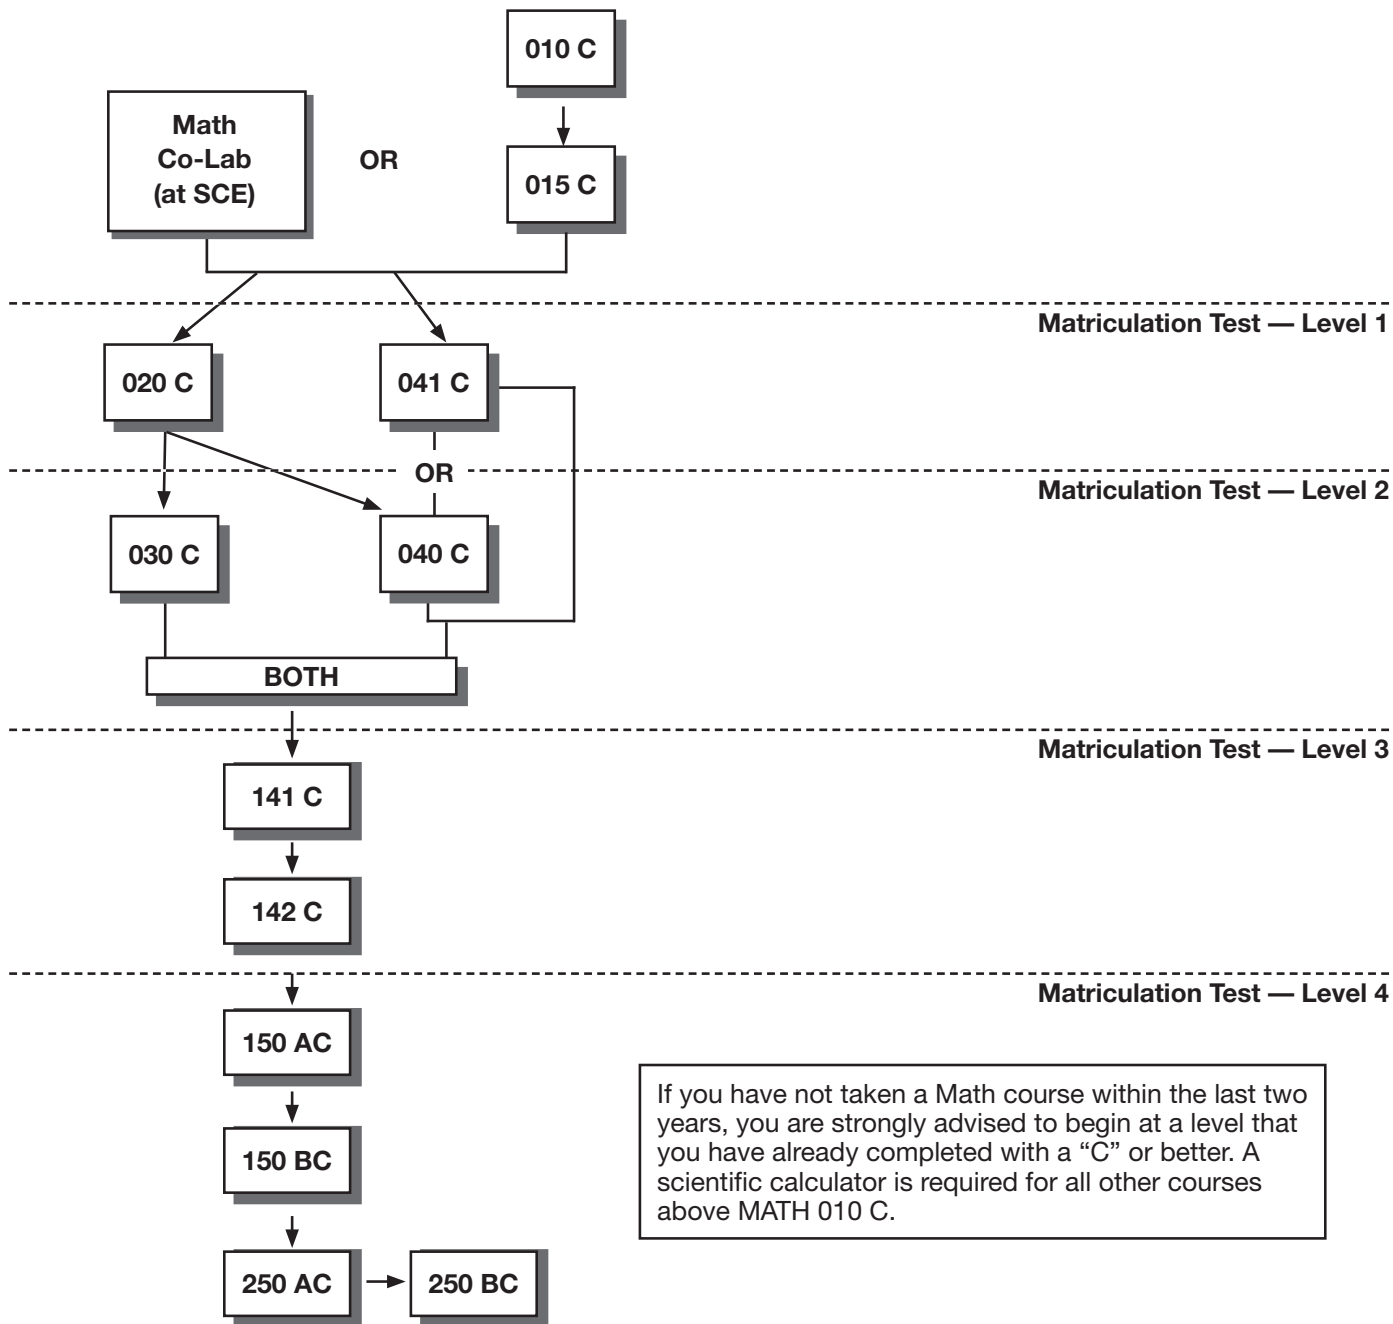 010 C
Math
Co-Lab
(at SCE)
OR
015 C
Matriculation Test — Level 1
020 C
041 C
OR
Matriculation Test — Level 2
030 C
040 C
BOTH
Matriculation Test — Level 3
141 C
142 C
Matriculation Test — Level 4
150 AC
150 BC
250 AC
250 BC
If you have not taken a Math course within the last two
years, you are strongly advised to begin at a level that
you have already completed with a “C” or better. A
scientific calculator is required for all other courses
above MATH 010 C.